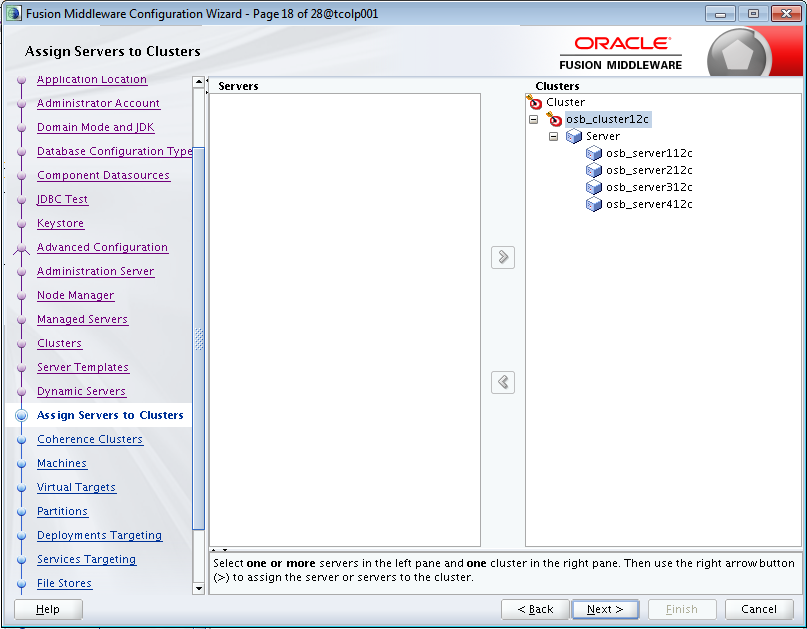 Fusion Middleware Configuration Wizard - Page 18 of 28@tcolp001
Assign Servers to Clusters
ORACLE
FUSION MIDDLEWARE
Application Location
Administrator Account
Domain Mode and JDK
Database Configuration Type
Component Datasources
JDBC Test
Keystore
Advanced Configuration
Administration Server
Node Manager
Managed Servers
Clusters
Server Templates
Dynamic Servers
Assign Servers to Clusters
Coherence Clusters
Machines
Virtual Targets
Partitions
Deployments Targeting
Services Targeting
File Stores
Servers
Clusters
Cluster
osb_cluster12c
Server
osb_server112c
osb_server212c
osb_server312c
osb_server412c
Select one or more servers in the left pane and one cluster in the right pane. Then use the right arrow button
(>) to assign the server or servers to the cluster.
Help
< Back
Next >
Finish
Cancel